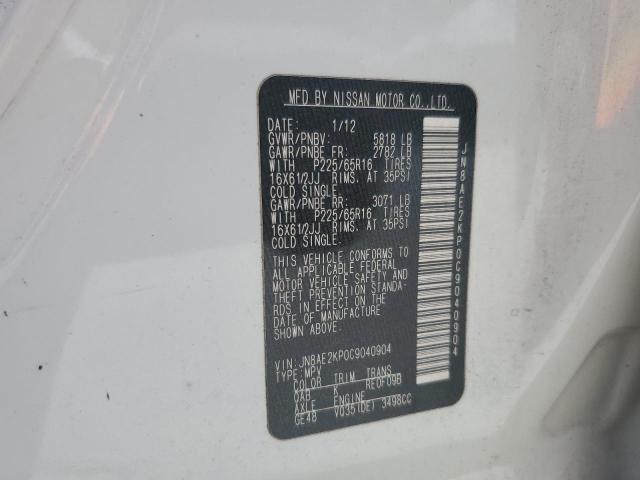 MFD BY NISSAN MOTOR CO.,LTD.
DATE: 1/12
GVWR/PNBV: 5818 LB
GAWR/PNBE FR: 2782 LB
WITH P225/65R16 TIRES
16X61/2JJ RIMS. AT 35PSI
COLD SINGLE.
GAWR/PNBE RR: 3071 LB
WITH P225/65R16 TIRES
16X61/2JJ RIMS. AT 35PSI
COLD SINGLE.
THIS VEHICLE CONFORMS TO
ALL APPLICABLE FEDERAL
MOTOR VEHICLE SAFETY AND
THEFT PREVENTION STANDA-
RDS IN EFFECT ON THE
DATE OF MANUFACTURE
SHOWN ABOVE.
VIN: JN8AE2KP0C9040904
TYPE: MPV
COLOR TRIM TRANS
QAB K RE0F09B
AXLE ENGINE
GE48 VQ35(DE) 3498CC
JN8AE2KP0C9040904